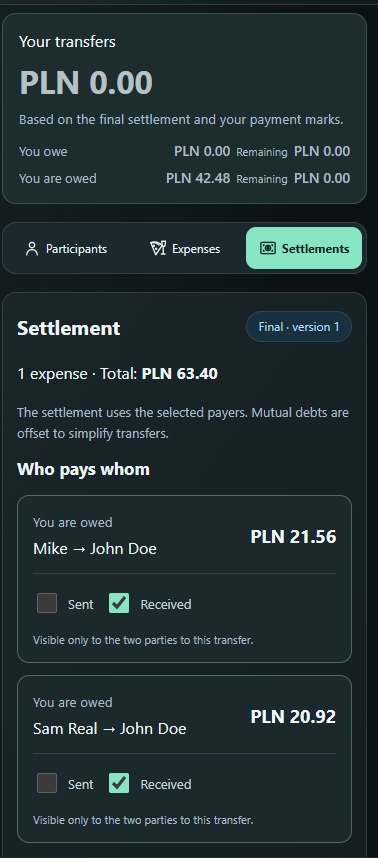 Your transfers
PLN 0.00
Based on the final settlement and your payment marks.
You owe PLN 0.00 Remaining PLN 0.00
You are owed PLN 42.48 Remaining PLN 0.00
Participants Expenses Settlements
Settlement Final · version 1
1 expense · Total: PLN 63.40
The settlement uses the selected payers. Mutual debts are
offset to simplify transfers.
Who pays whom
You are owed
Mike → John Doe PLN 21.56
Sent Received
Visible only to the two parties to this transfer.
You are owed
Sam Real → John Doe PLN 20.92
Sent Received
Visible only to the two parties to this transfer.